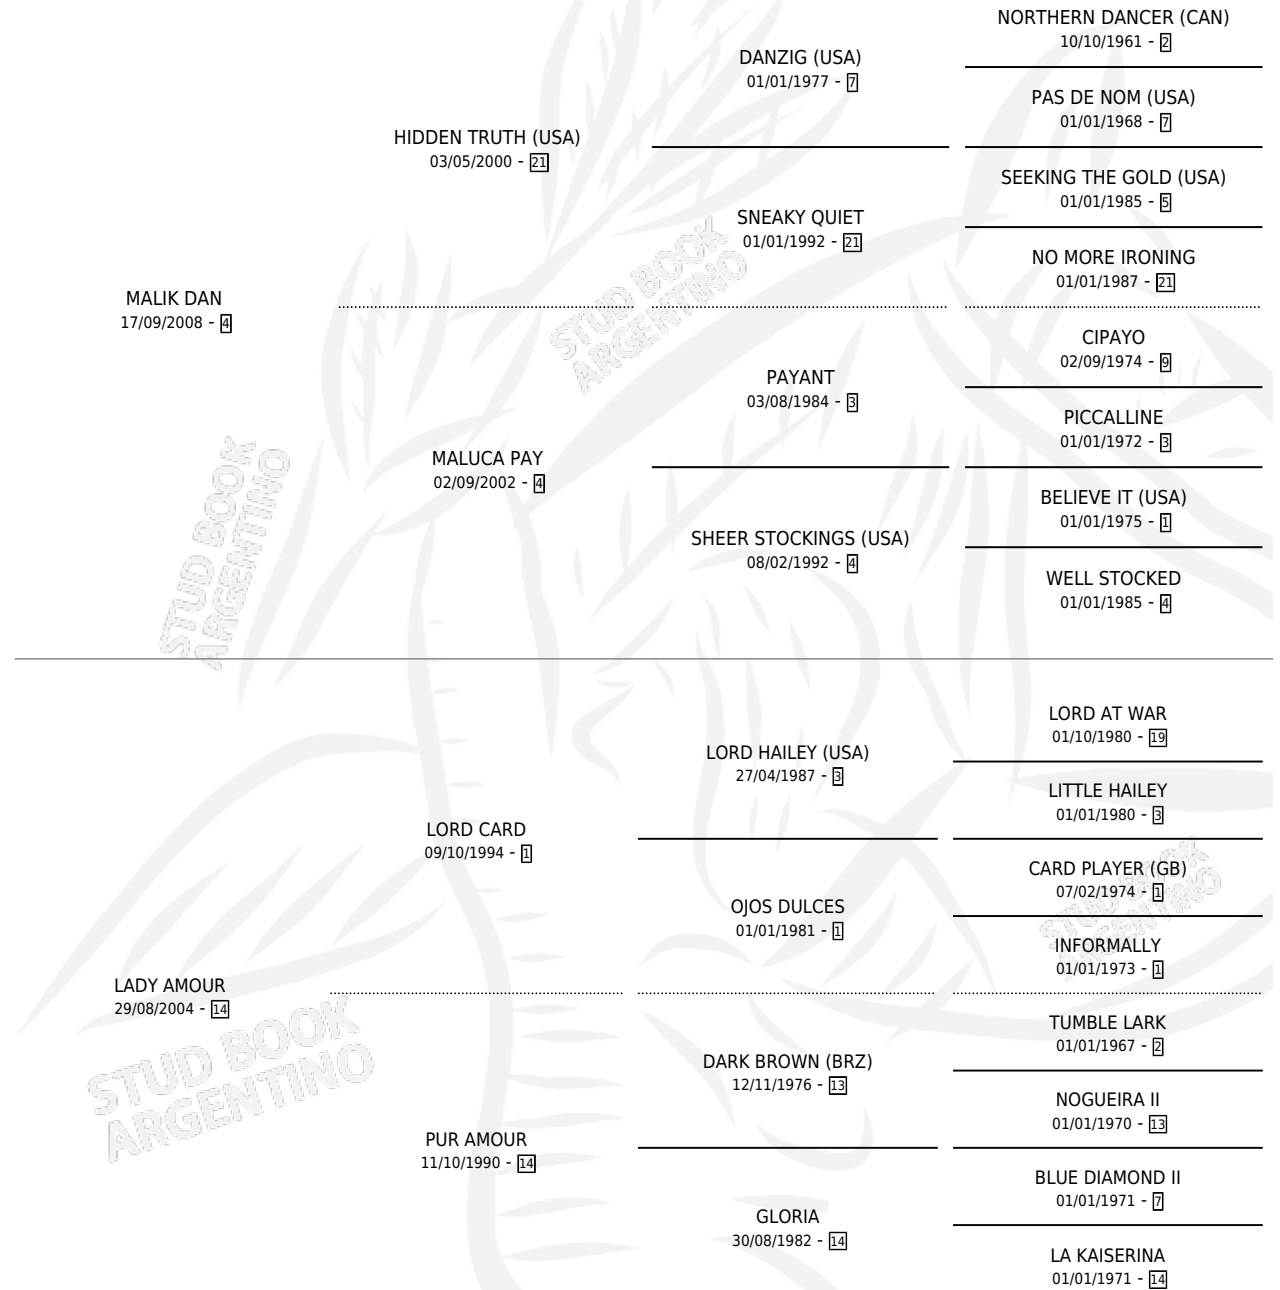 NORTHERN DANCER (CAN)
10/10/1961 - 2
DANZIG (USA)
01/01/1977 - 7
PAS DE NOM (USA)
01/01/1968 - 7
HIDDEN TRUTH (USA)
03/05/2000 - 21
SEEKING THE GOLD (USA)
01/01/1985 - 5
SNEAKY QUIET
01/01/1992 - 21
NO MORE IRONING
01/01/1987 - 21
MALIK DAN
17/09/2008 - 4
STUD BOOK
ARGENTINO
CIPAYO
02/09/1974 - 9
PAYANT
03/08/1984 - 3
PICCALLINE
01/01/1972 - 3
MALUCA PAY
02/09/2002 - 4
BELIEVE IT (USA)
01/01/1975 - 1
SHEER STOCKINGS (USA)
08/02/1992 - 4
WELL STOCKED
01/01/1985 - 4
STUD BOOK
ARGENTINO
LORD AT WAR
01/10/1980 - 19
LORD HAILEY (USA)
27/04/1987 - 3
LITTLE HAILEY
01/01/1980 - 3
LORD CARD
09/10/1994 - 1
CARD PLAYER (GB)
07/02/1974 - 1
OJOS DULCES
01/01/1981 - 1
STUD BOOK
ARGENTINO
INFORMALLY
01/01/1973 - 1
LADY AMOUR
29/08/2004 - 14
STUD BOOK
ARGENTINO
TUMBLE LARK
01/01/1967 - 2
DARK BROWN (BRZ)
12/11/1976 - 13
NOGUEIRA II
01/01/1970 - 13
PUR AMOUR
11/10/1990 - 14
BLUE DIAMOND II
01/01/1971 - 7
GLORIA
30/08/1982 - 14
LA KAISERINA
01/01/1971 - 14